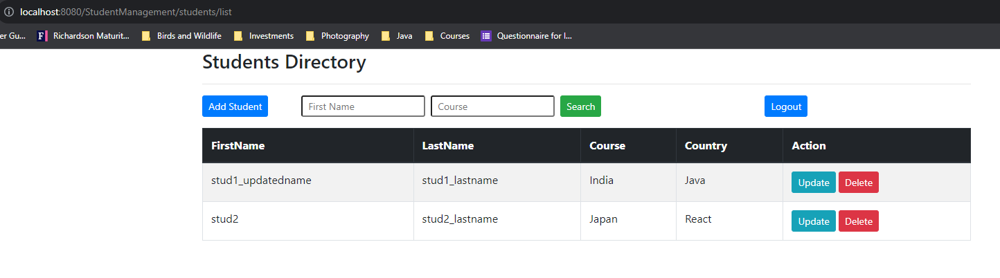 localhost:8080/StudentManagement/students/list
er Gu... F Richardson Maturit... Birds and Wildlife Investments Photography Java Courses Questionnaire for I...
Students Directory
Add Student First Name Course Search Logout
FirstName LastName Course Country Action
stud1_updatedname stud1_lastname India Java Update Delete
stud2 stud2_lastname Japan React Update Delete